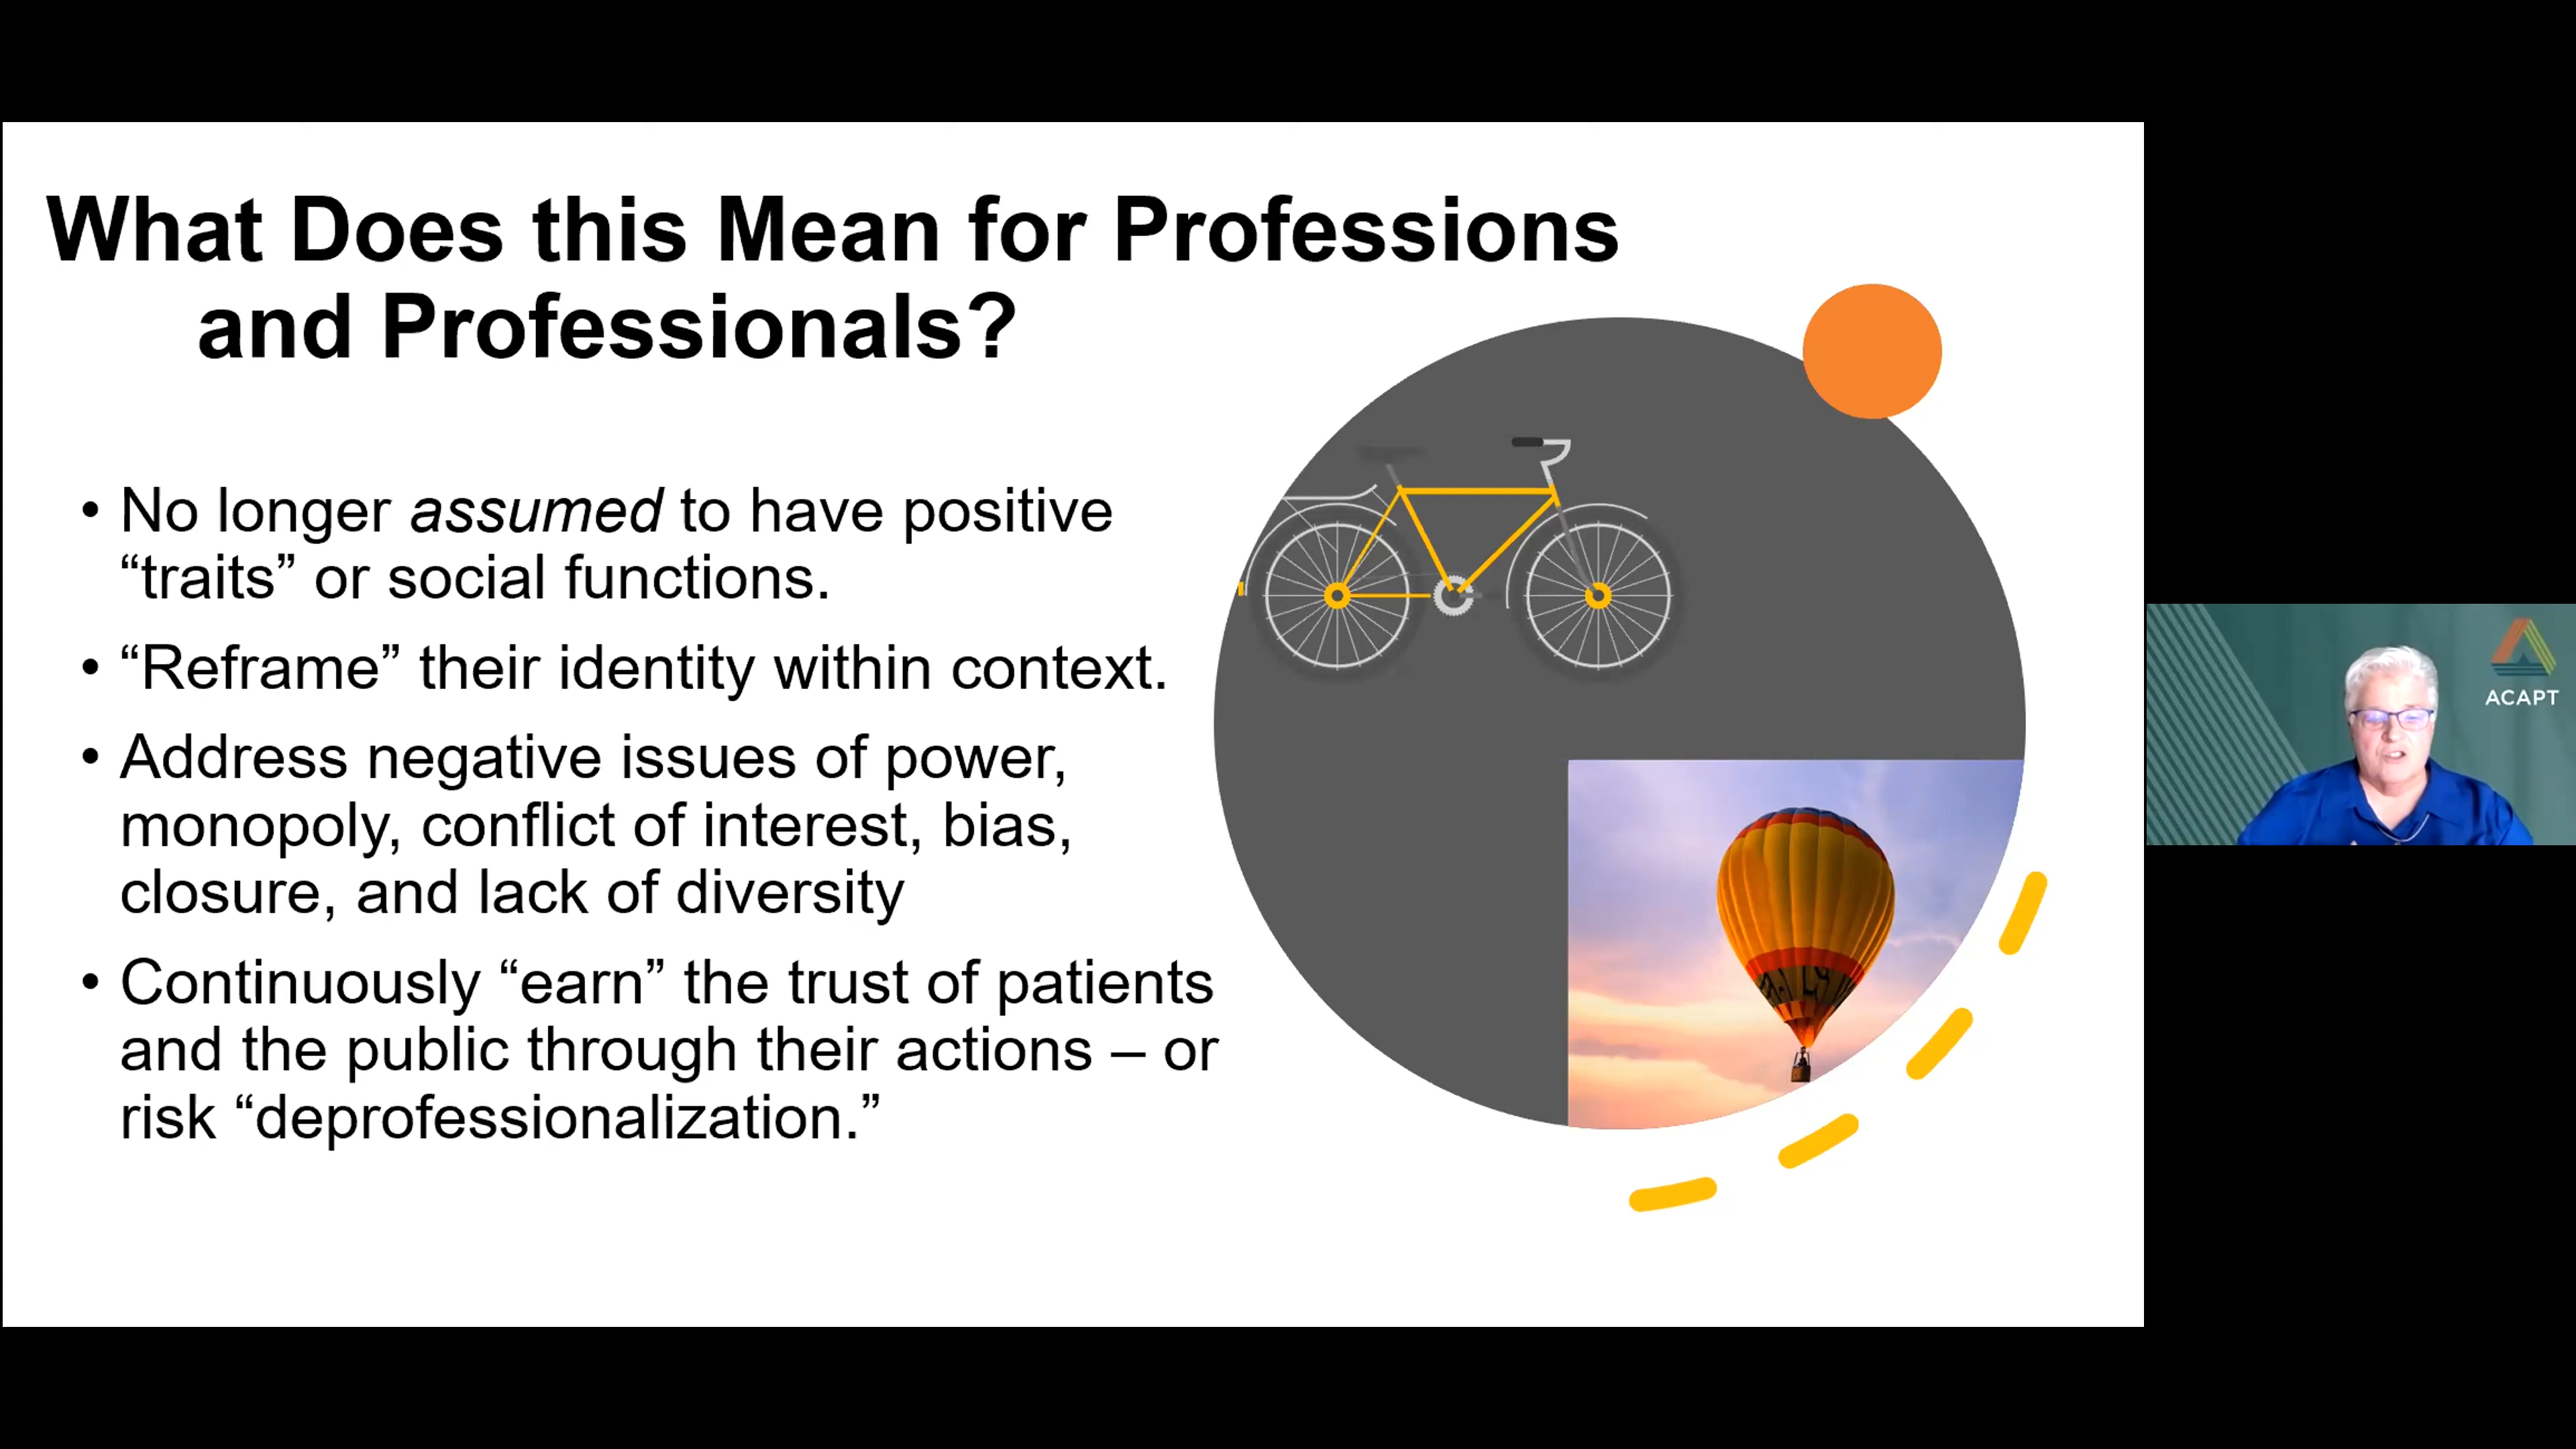 What Does this Mean for Professions
and Professionals?
• No longer assumed to have positive
“traits” or social functions.
• “Reframe” their identity within context.
• Address negative issues of power,
monopoly, conflict of interest, bias,
closure, and lack of diversity
• Continuously “earn” the trust of patients
and the public through their actions – or
risk “deprofessionalization.”
ACAPT